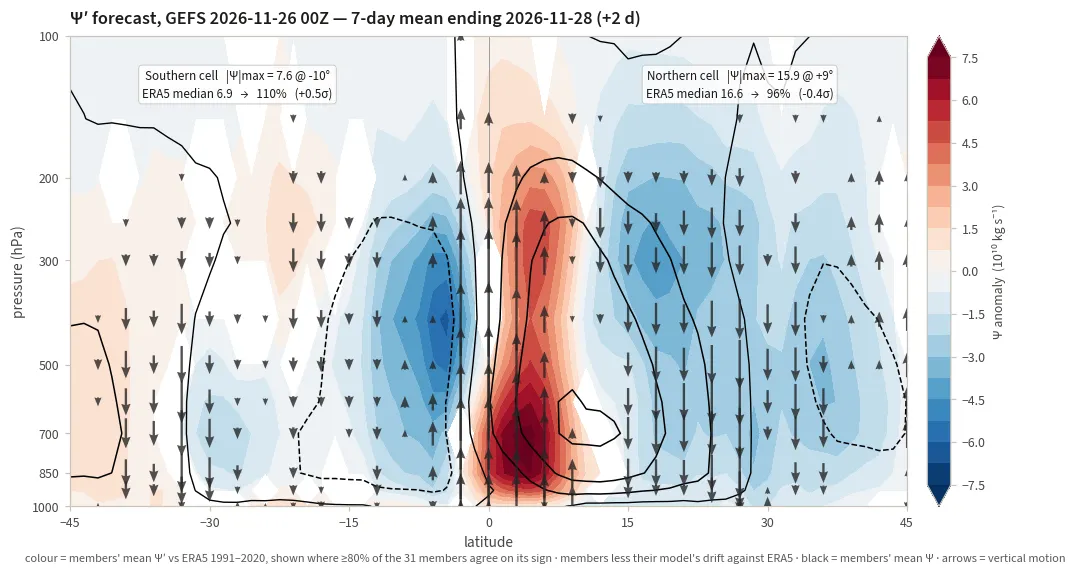 Ψ′ forecast, GEFS 2026-11-26 00Z — 7-day mean ending 2026-11-28 (+2 d)
Southern cell |Ψ|max = 7.6 @ -10°
ERA5 median 6.9 → 110% (+0.5σ)
Northern cell |Ψ|max = 15.9 @ +9°
ERA5 median 16.6 → 96% (-0.4σ)
pressure (hPa)
100
200
300
500
700
850
1000
−45
−30
−15
0
15
30
45
latitude
7.5
6.0
4.5
3.0
1.5
0.0
−1.5
−3.0
−4.5
−6.0
−7.5
Ψ anomaly (10¹⁰ kg s⁻¹)
colour = members' mean Ψ′ vs ERA5 1991–2020, shown where ≥80% of the 31 members agree on its sign · members less their model's drift against ERA5 · black = members' mean Ψ · arrows = vertical motion